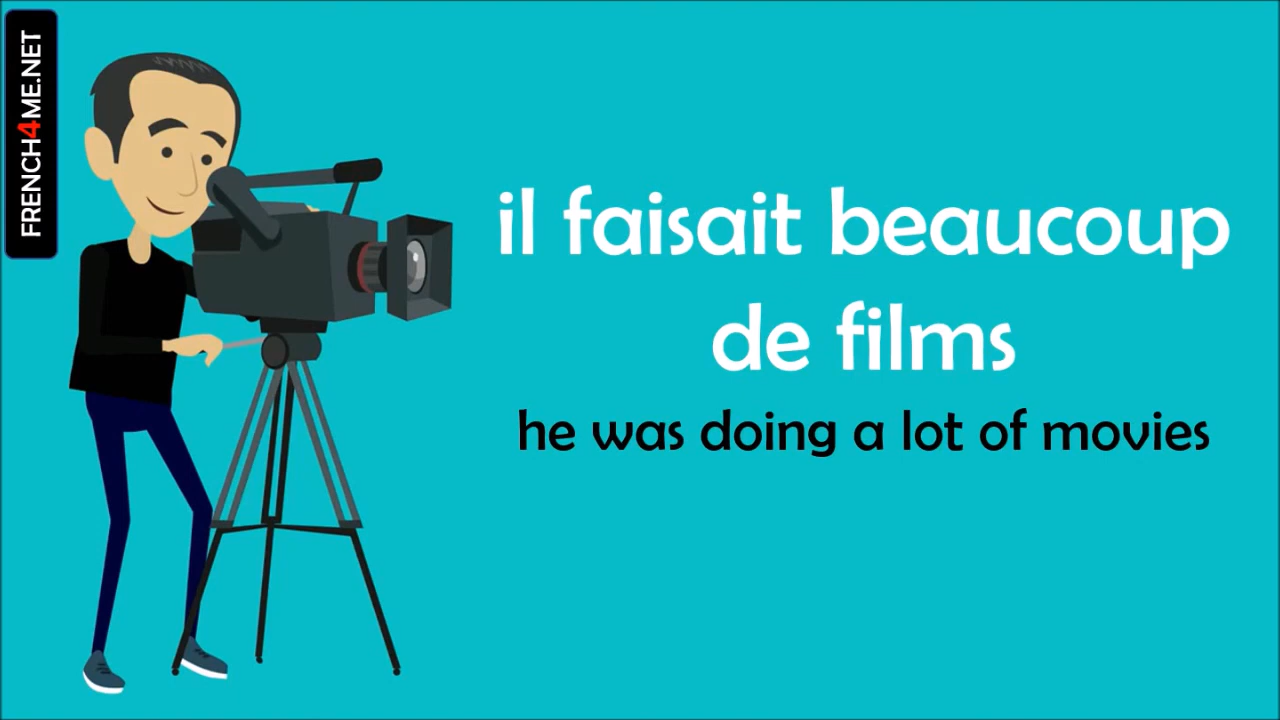 FRENCH4ME.NET
il faisait beaucoup
de films
he was doing a lot of movies